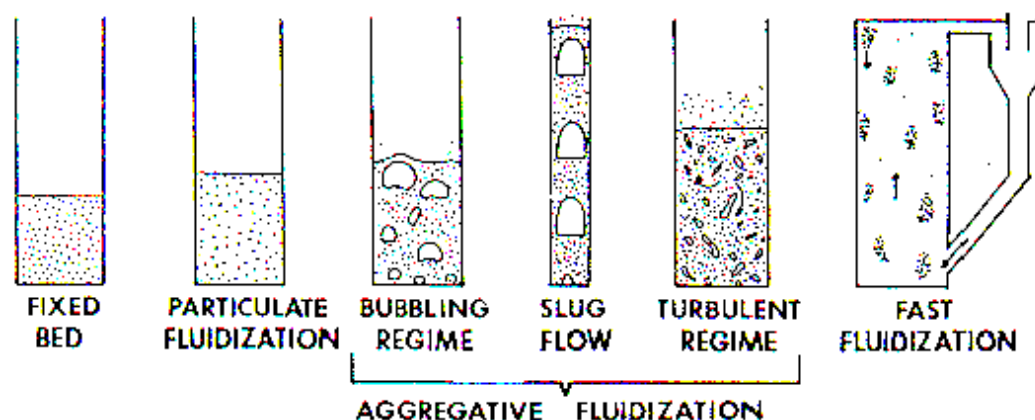 FIXED BED
PARTICULATE FLUIDIZATION
BUBBLING REGIME
SLUG FLOW
TURBULENT REGIME
FAST FLUIDIZATION
AGGREGATIVE FLUIDIZATION